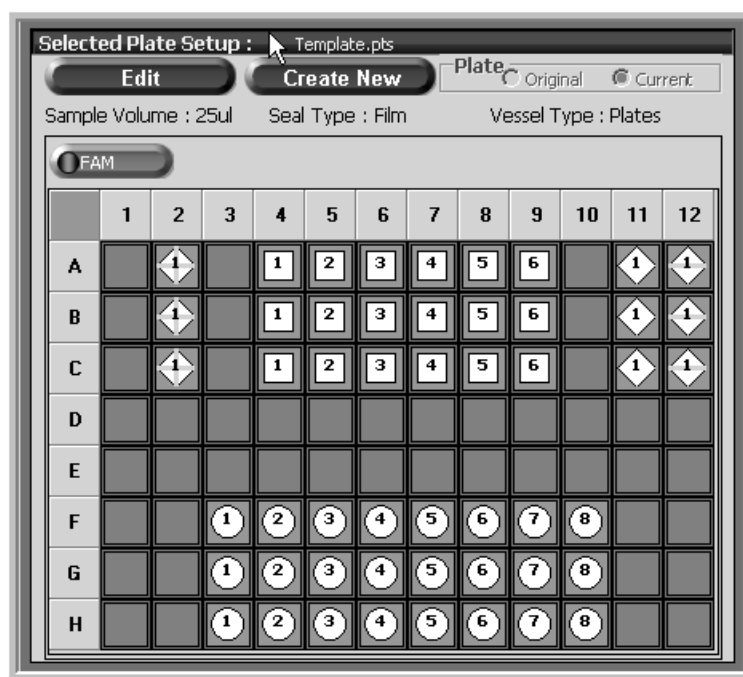 Selected Plate Setup : Template.pts
Edit Create New Plate Original Current
Sample Volume : 25ul Seal Type : Film Vessel Type : Plates
FAM
1 2 3 4 5 6 7 8 9 10 11 12
A 1 1 2 3 4 5 6 1 1
B 1 1 2 3 4 5 6 1 1
C 1 1 2 3 4 5 6 1 1
D
E
F 1 2 3 4 5 6 7 8
G 1 2 3 4 5 6 7 8
H 1 2 3 4 5 6 7 8